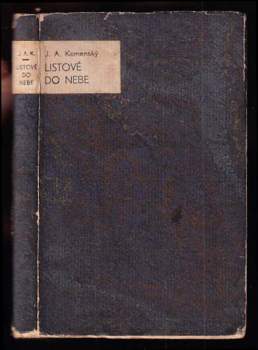 J. A. K.
LISTOVÉ
DO
NEBE
J. A. Komenský
LISTOVÉ
DO NEBE